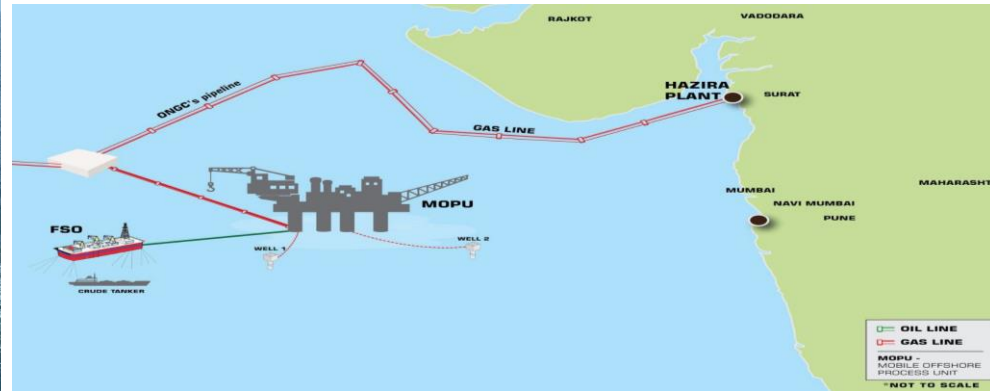 RAJKOT
VADODARA
ONGC's pipeline
HAZIRA
PLANT
SURAT
GAS LINE
MOPU
MUMBAI
MAHARASHT
NAVI MUMBAI
PUNE
FSO
WELL 1
WELL 2
CRUDE TANKER
OIL LINE
GAS LINE
MOPU -
MOBILE OFFSHORE
PROCESS UNIT
*NOT TO SCALE